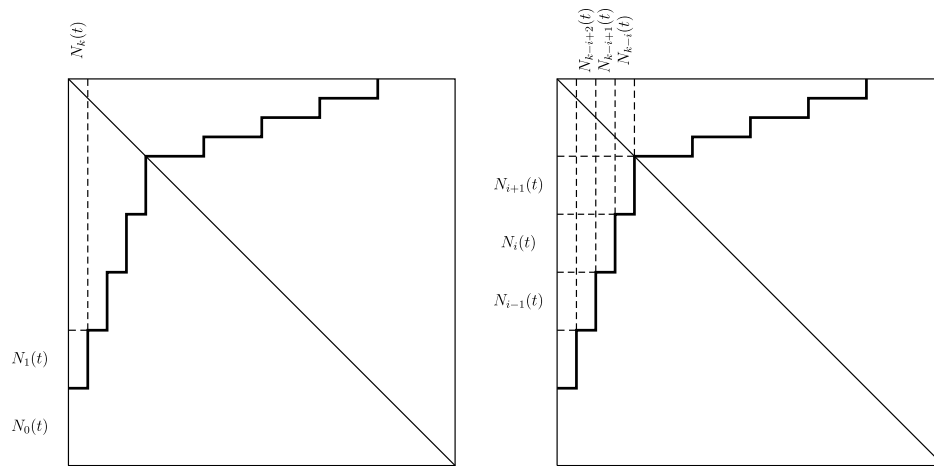 N_k(t)
N_1(t)
N_0(t)
N_{k-i+2}(t)
N_{k-i+1}(t)
N_{k-i}(t)
N_{i+1}(t)
N_i(t)
N_{i-1}(t)